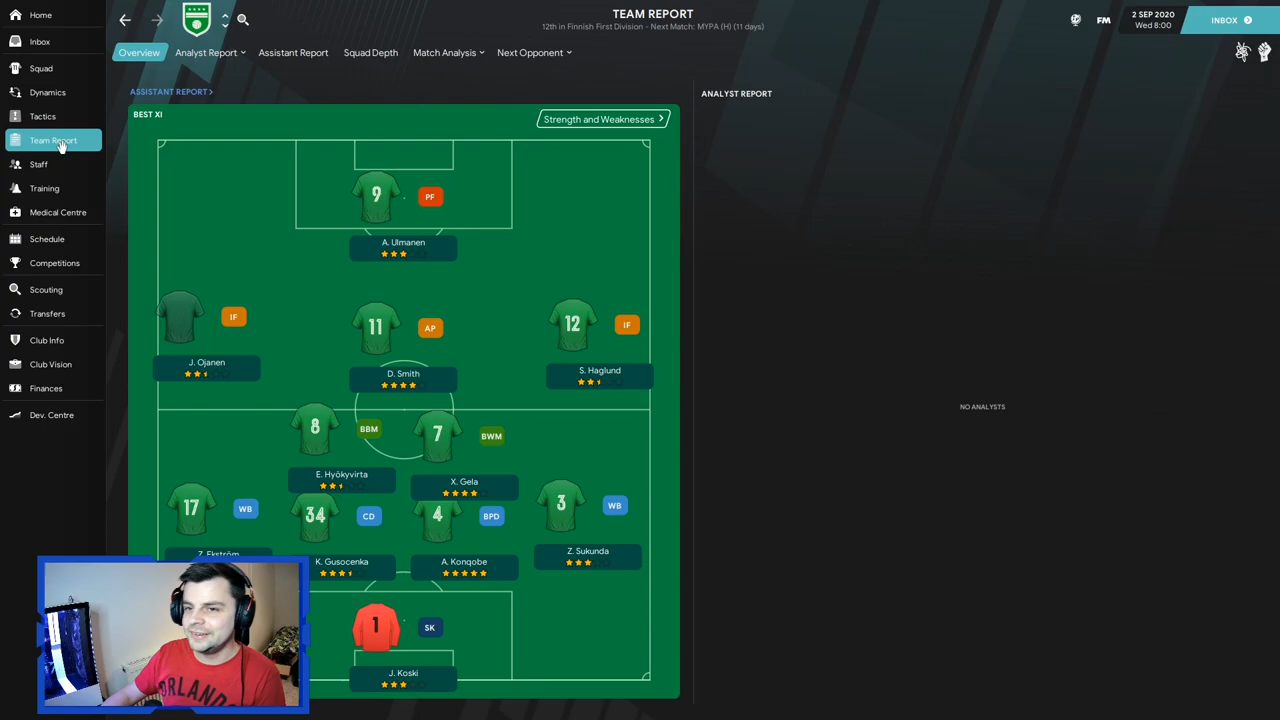 Home
Inbox
Squad
Dynamics
Tactics
Team Report
Staff
Training
Medical Centre
Schedule
Competitions
Scouting
Transfers
Club Info
Club Vision
Finances
Dev. Centre
TEAM REPORT
12th in Finnish First Division - Next Match: MYPA (H) (11 days)
FM
2 SEP 2020
Wed 8:00
INBOX
Overview
Analyst Report
Assistant Report
Squad Depth
Match Analysis
Next Opponent
ASSISTANT REPORT >
BEST XI
Strength and Weaknesses >
9
PF
A. Ulmanen
IF
J. Ojanen
11
AP
D. Smith
12
IF
S. Haglund
8
BBM
E. Hyökyvirta
7
BWM
X. Gela
17
WB
Z. Ekström
34
CD
K. Gusocenka
4
BPD
A. Konqobe
3
WB
Z. Sukunda
1
SK
J. Koski
ANALYST REPORT
NO ANALYSTS
ORLANDO